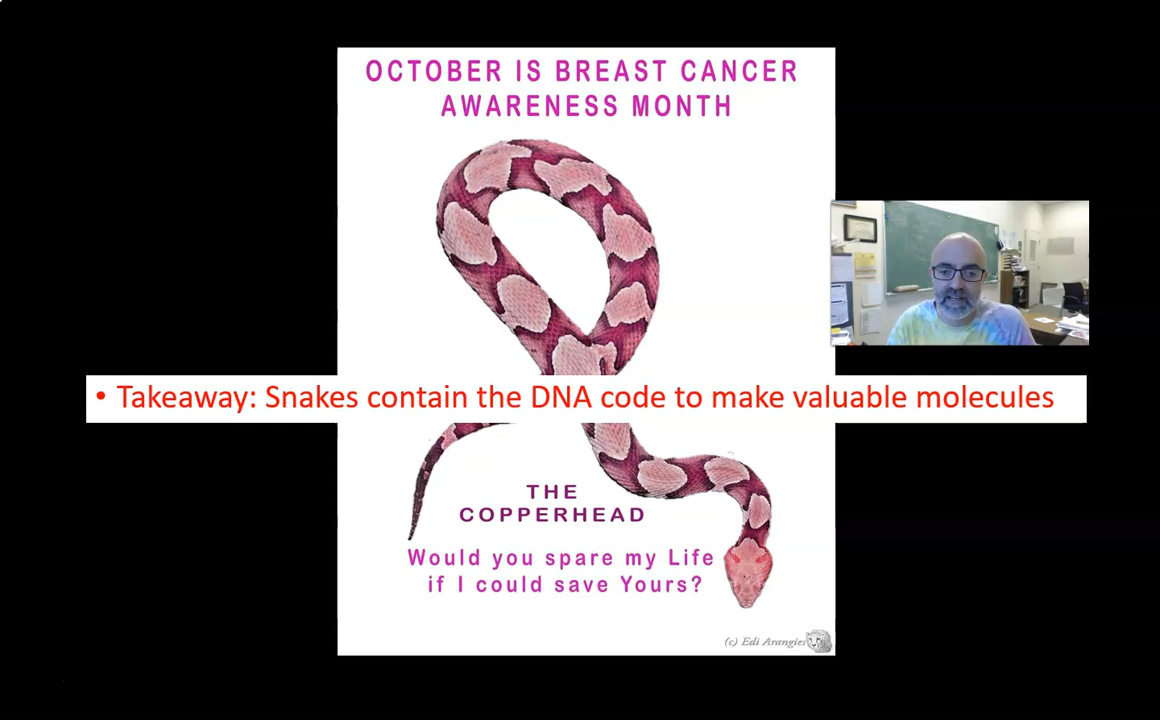 OCTOBER IS BREAST CANCER
AWARENESS MONTH
• Takeaway: Snakes contain the DNA code to make valuable molecules
THE
COPPERHEAD
Would you spare my Life
if I could save Yours?
(c) Edi Arangies